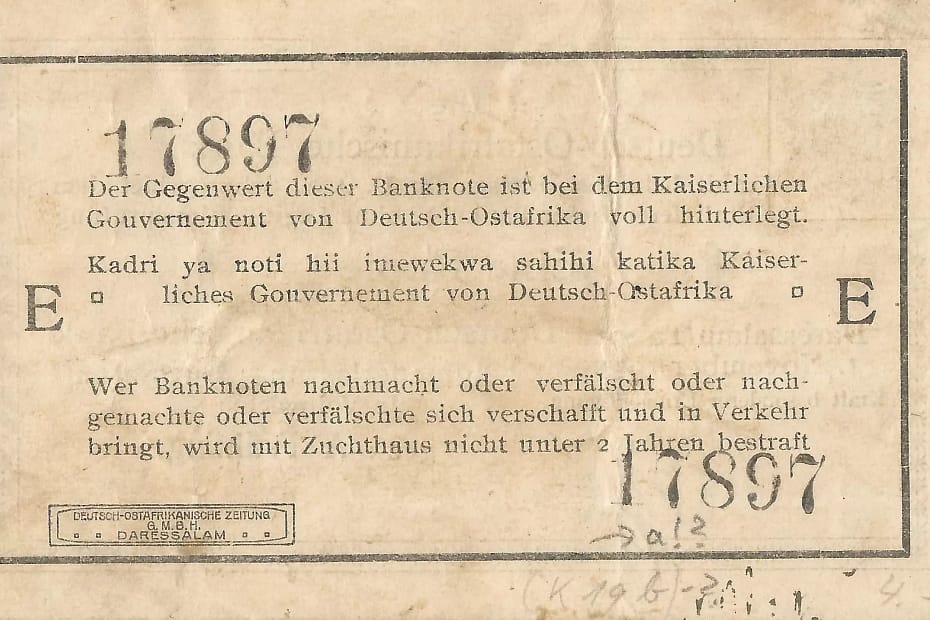 17897
Der Gegenwert dieser Banknote ist bei dem Kaiserlichen
Gouvernement von Deutsch-Ostafrika voll hinterlegt.
Kadri ya noti hii imewekwa sahihi katika Kaiser-
liches Gouvernement von Deutsch-Ostafrika
E E
Wer Banknoten nachmacht oder verfälscht oder nach-
gemachte oder verfälschte sich verschafft und in Verkehr
bringt, wird mit Zuchthaus nicht unter 2 Jahren bestraft
17897
DEUTSCH-OSTAFRIKANISCHE ZEITUNG
G. M. B. H.
DARESSALAM
→a!?
(K 19 b)
4.-